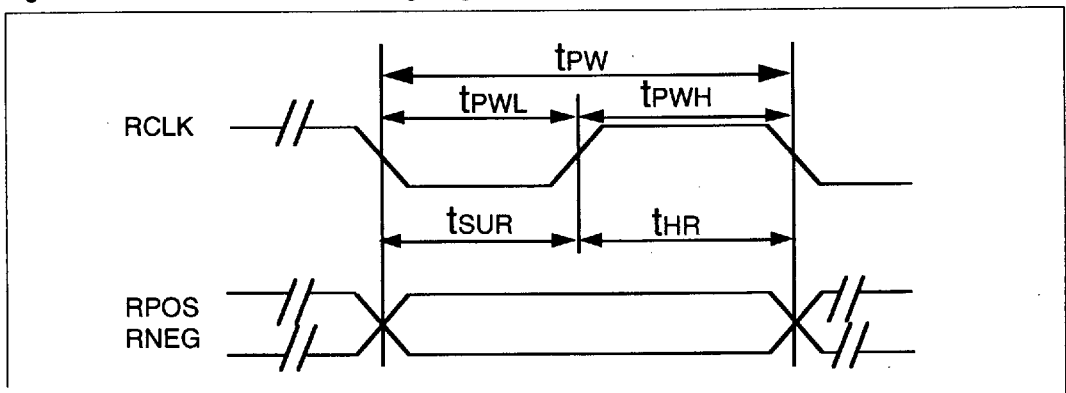 tPW
tPWL
tPWH
RCLK
tSUR
tHR
RPOS
RNEG